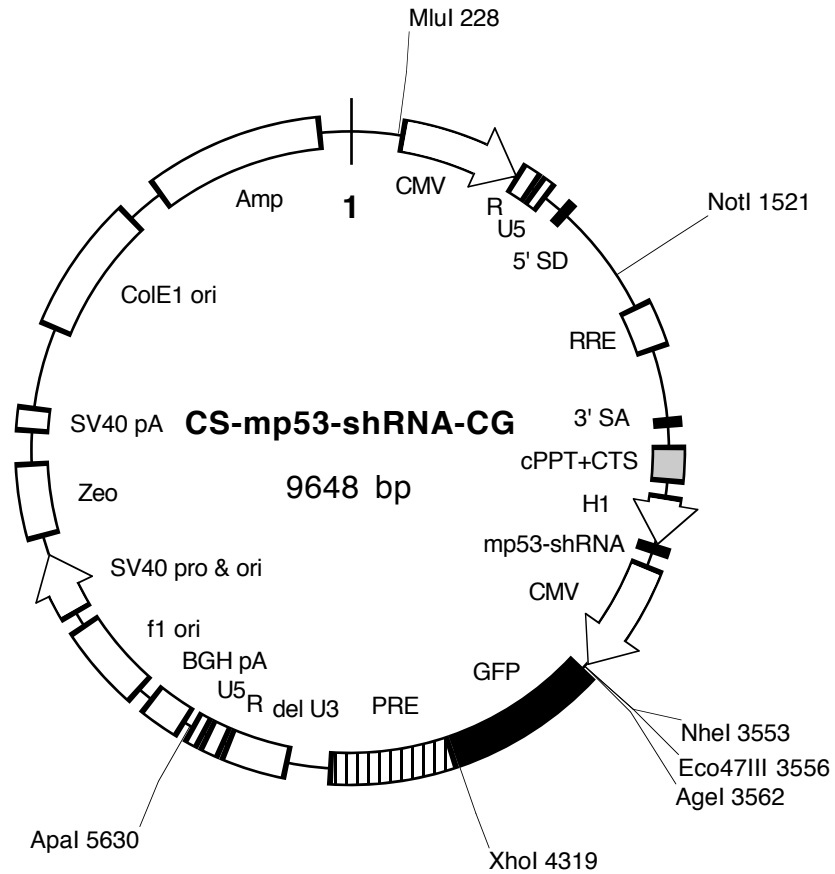 MluI 228
CMV
R
U5
5' SD
NotI 1521
RRE
3' SA
cPPT+CTS
H1
mp53-shRNA
CMV
GFP
NheI 3553
Eco47III 3556
AgeI 3562
XhoI 4319
PRE
del U3
R
U5
BGH pA
ApaI 5630
f1 ori
SV40 pro & ori
Zeo
SV40 pA
ColE1 ori
Amp
1
CS-mp53-shRNA-CG
9648 bp